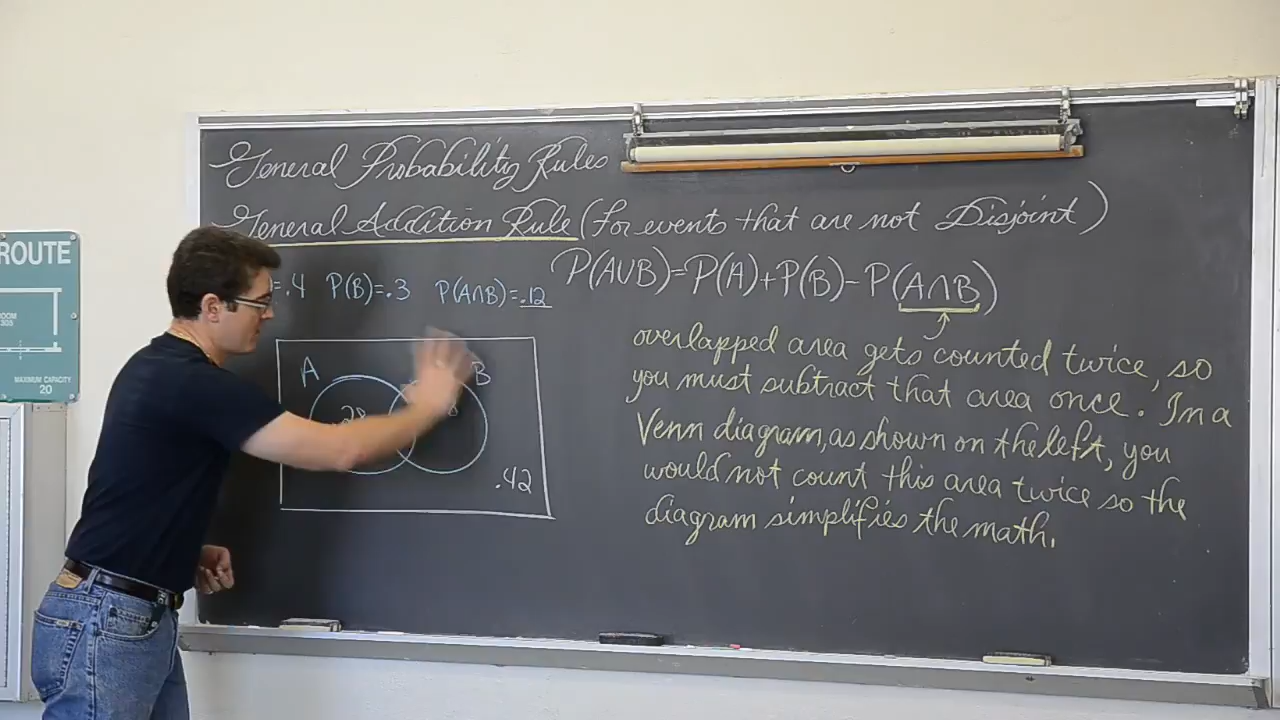 ROUTE
MAXIMUM CAPACITY
20
General Probability Rules
General Addition Rule (for events that are not Disjoint)
=.4 P(B)=.3 P(A∩B)=.12
P(A∪B)=P(A)+P(B)-P(A∩B)
A B
.42
overlapped area gets counted twice, so
you must subtract that area once. In a
Venn diagram, as shown on the left, you
would not count this area twice so the
diagram simplifies the math.